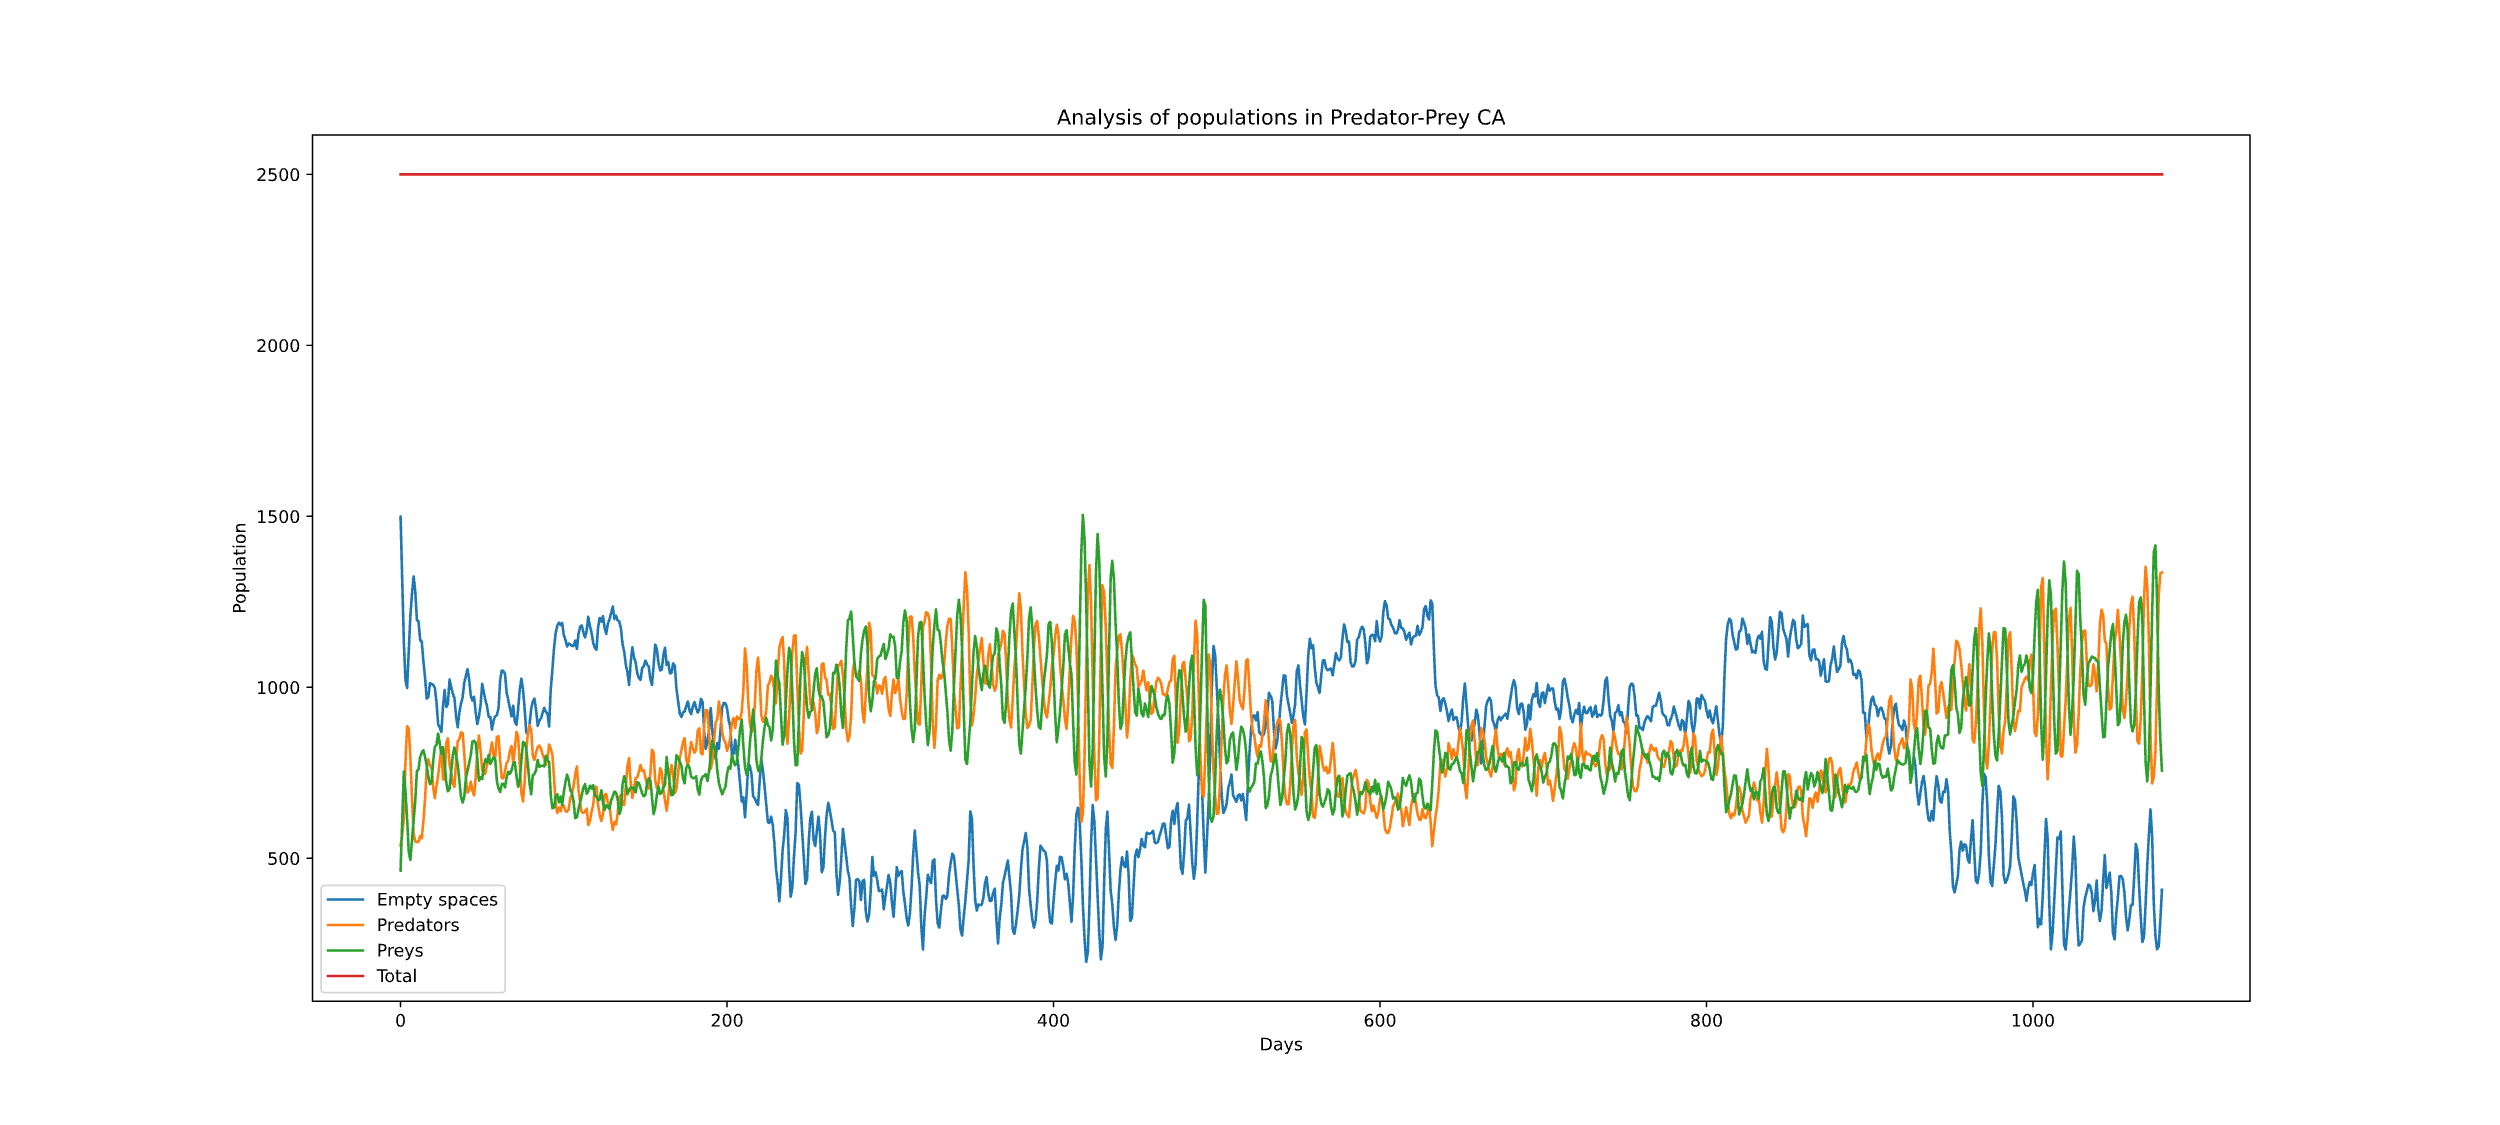 Analysis of populations in Predator-Prey CA
2500
2000
1500
1000
500
Population
Empty spaces
Predators
Preys
Total
0 200 400 600 800 1000
Days